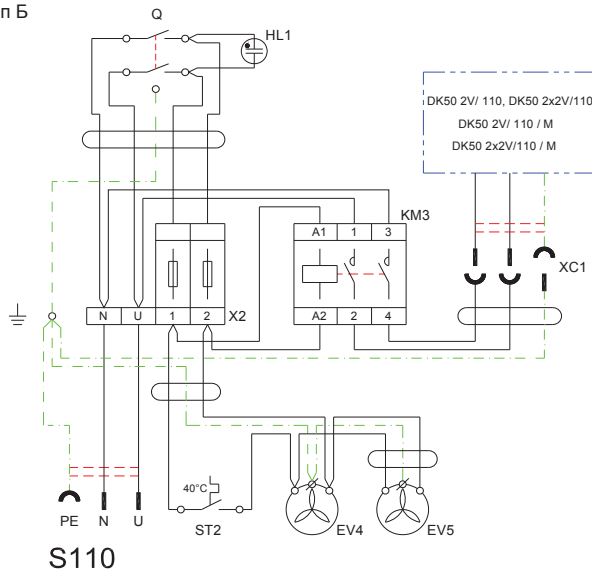 п Б
Q
HL1
DK50 2V/ 110, DK50 2x2V/110
DK50 2V/ 110 / M
DK50 2x2V/110 / M
KM3
A1 1 3
XC1
N U 1 2 X2
A2 2 4
40°C
PE N U
ST2
EV4
EV5
S110